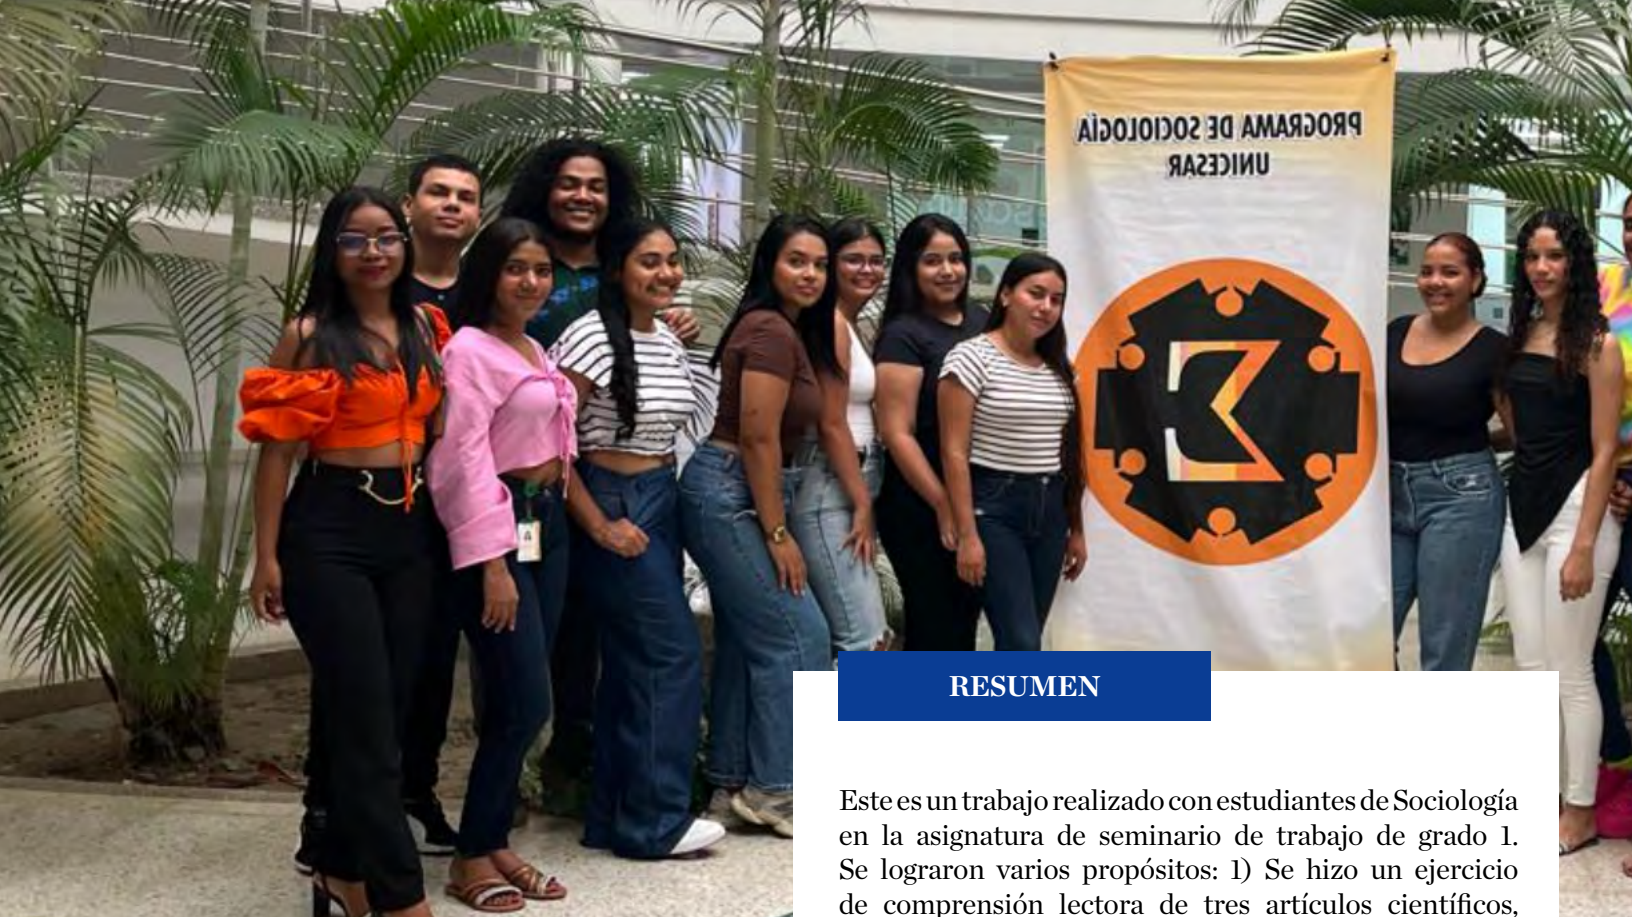 PROGRAMA DE SOCIOLOGÍA
UNICESAR
RESUMEN
Este es un trabajo realizado con estudiantes de Sociología
en la asignatura de seminario de trabajo de grado 1.
Se lograron varios propósitos: 1) Se hizo un ejercicio
de comprensión lectora de tres artículos científicos,